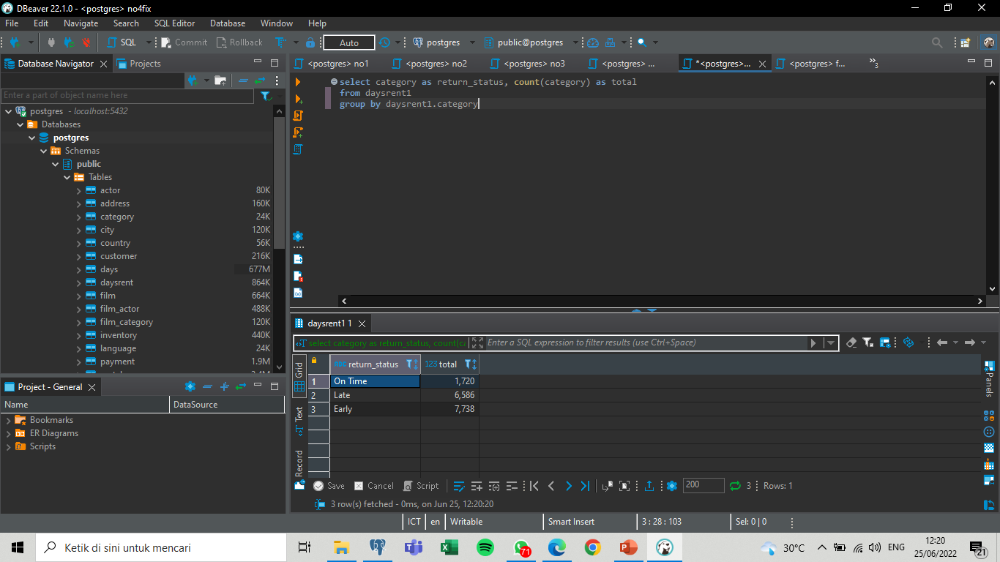 DBeaver 22.1.0 - <postgres> no4fix
File Edit Navigate Search SQL Editor Database Window Help
SQL Commit Rollback T Auto postgres public@postgres
Database Navigator Projects
Enter a part of object name here
postgres - localhost:5432
Databases
postgres
Schemas
public
Tables
actor 80K
address 160K
category 24K
city 120K
country 56K
customer 216K
days 677M
daysrent 864K
film 664K
film_actor 488K
film_category 120K
inventory 440K
language 24K
payment 1.9M
Project - General
Name DataSource
Bookmarks
ER Diagrams
Scripts
<postgres> no1 <postgres> no2 <postgres> no3 <postgres> ... *<postgres>... <postgres> f... »3
select category as return_status, count(category) as total
from daysrent1
group by daysrent1.category
daysrent1 1
select category as return_status, count(ca Enter a SQL expression to filter results (use Ctrl+Space)
Grid
Text
Record
Panels
return_status 123 total
1 On Time 1,720
2 Late 6,586
3 Early 7,738
Save Cancel Script 200 3 Rows: 1
3 row(s) fetched - 0ms, on Jun 25, 12:20:20
ICT en Writable Smart Insert 3 : 28 : 103 Sel: 0 | 0
Ketik di sini untuk mencari 71 30°C ENG 12:20
25/06/2022 21